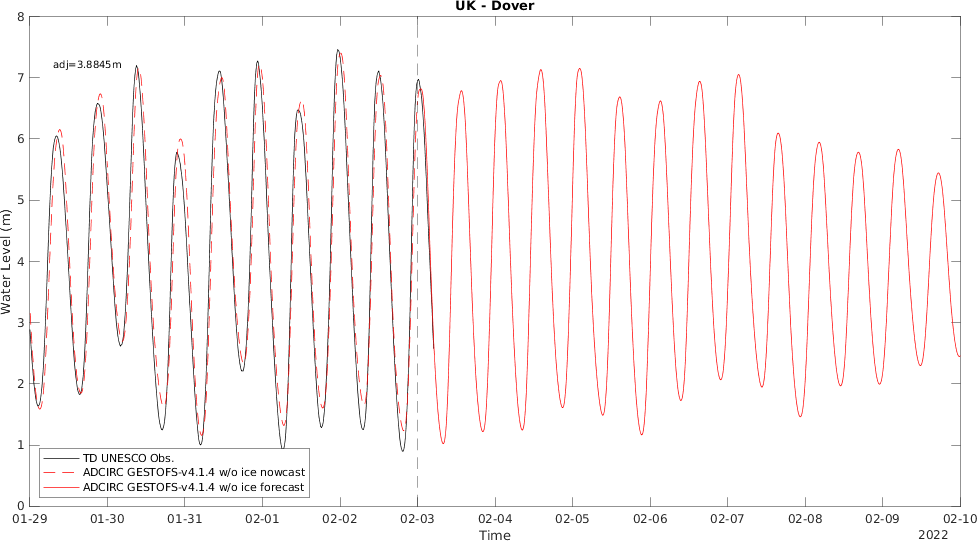 UK - Dover
8
adj=3.8845m
7
6
5
4
3
2
1
0
Water Level (m)
TD UNESCO Obs.
ADCIRC GESTOFS-v4.1.4 w/o ice nowcast
ADCIRC GESTOFS-v4.1.4 w/o ice forecast
01-29 01-30 01-31 02-01 02-02 02-03 02-04 02-05 02-06 02-07 02-08 02-09 02-10
Time
2022